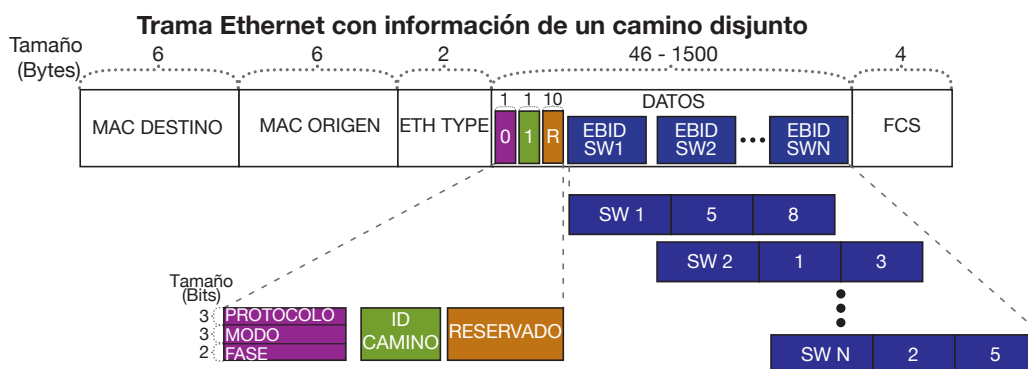 Trama Ethernet con información de un camino disjunto
Tamaño
(Bytes)
6
6
2
46 - 1500
4
MAC DESTINO
MAC ORIGEN
ETH TYPE
1
1
10
DATOS
0
1
R
EBID
SW1
EBID
SW2
EBID
SWN
FCS
SW 1
5
8
SW 2
1
3
SW N
2
5
Tamaño
(Bits)
3
PROTOCOLO
3
MODO
2
FASE
ID
CAMINO
RESERVADO